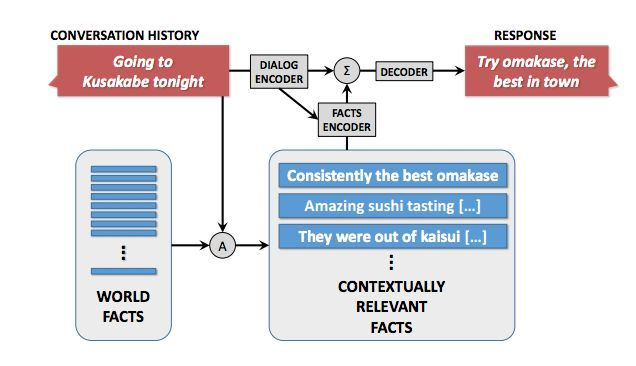 CONVERSATION HISTORY
Going to
Kusakabe tonight
DIALOG
ENCODER
Σ
DECODER
RESPONSE
Try omakase, the
best in town
FACTS
ENCODER
WORLD
FACTS
A
Consistently the best omakase
Amazing sushi tasting […]
They were out of kaisui […]
CONTEXTUALLY
RELEVANT
FACTS